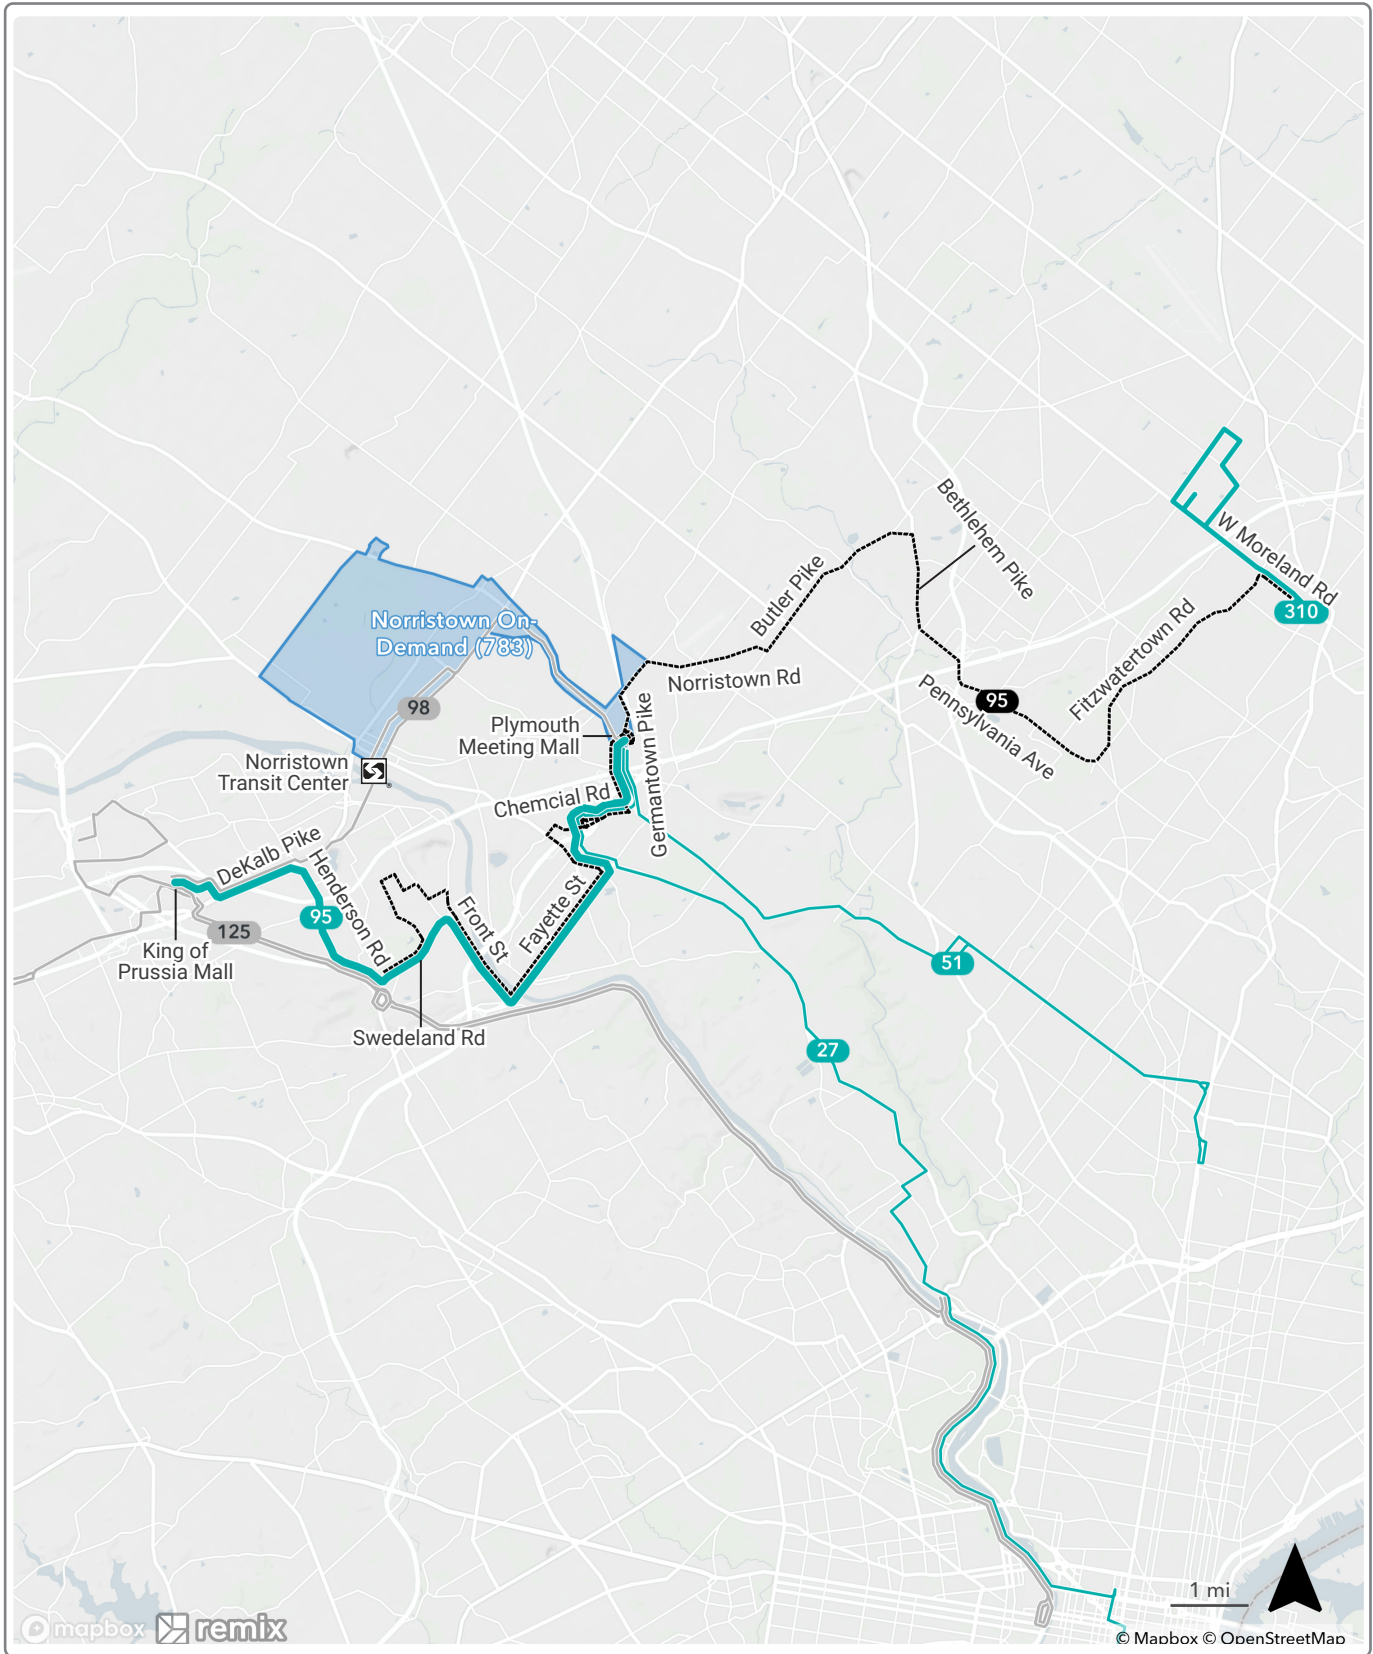 Bethlehem Pike
W Moreland Rd
310
Butler Pike
Fitzwatertown Rd
Norristown On-
Demand (783)
Norristown Rd
98
95
Pennsylvania Ave
Plymouth
Meeting Mall
Germantown Pike
Norristown
Transit Center
Chemcial Rd
DeKalb Pike
Henderson Rd
95
125
Front St
Fayette St
King of
Prussia Mall
51
Swedeland Rd
27
1 mi
mapbox remix
© Mapbox © OpenStreetMap